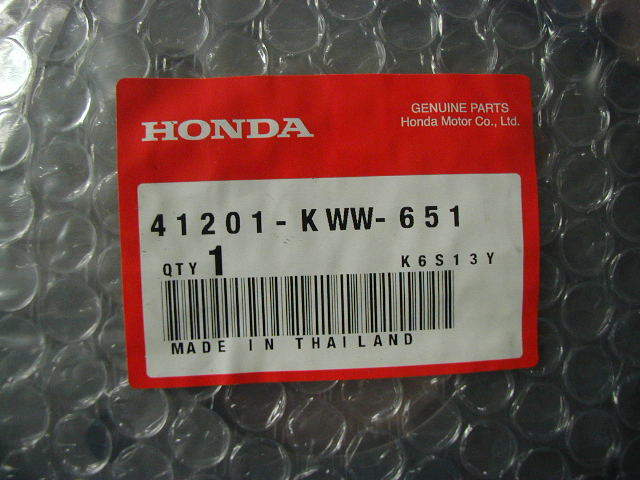 HONDA
GENUINE PARTS
Honda Motor Co., Ltd.
41201-KWW-651
QTY 1 K6S13Y
MADE IN THAILAND